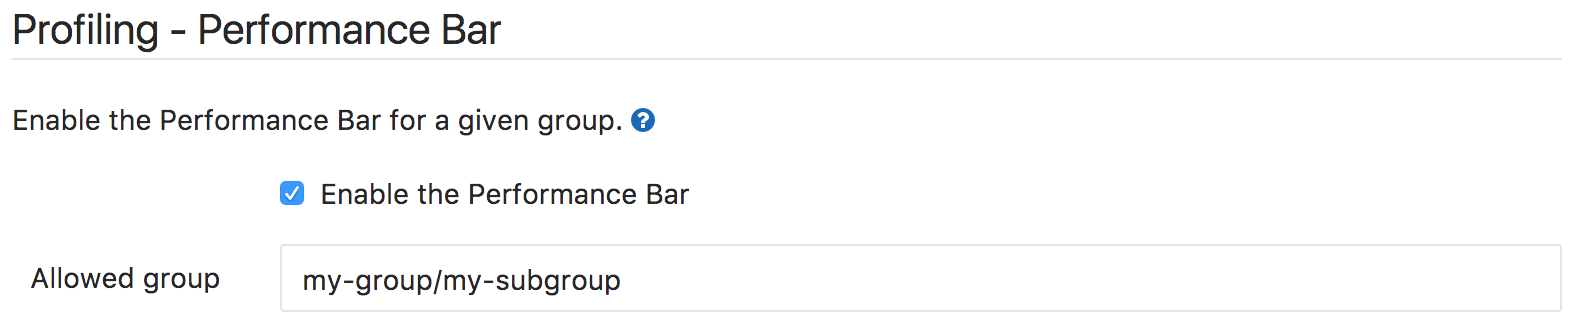 Profiling - Performance Bar
Enable the Performance Bar for a given group. ?
Enable the Performance Bar
Allowed group
my-group/my-subgroup